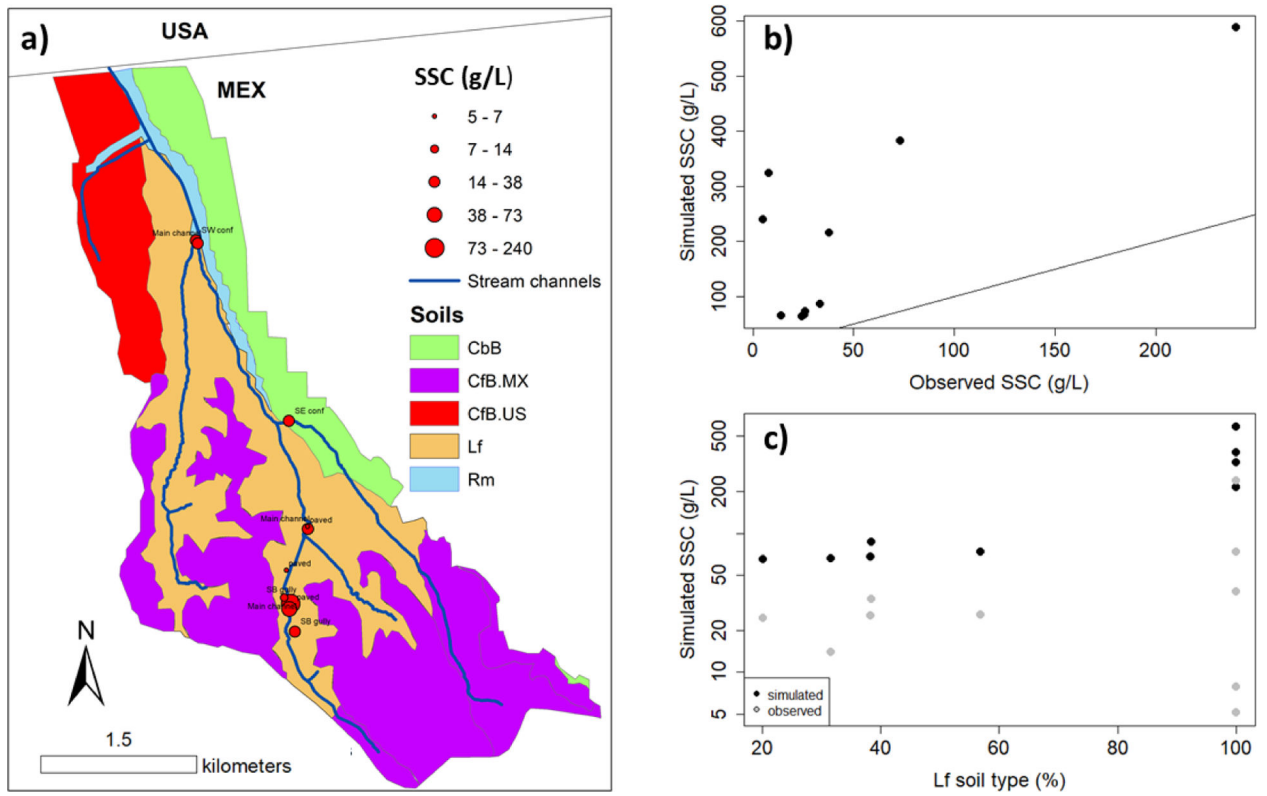 a)
USA
MEX
SSC (g/L)
5 - 7
7 - 14
14 - 38
38 - 73
73 - 240
Stream channels
Soils
CbB
CfB.MX
CfB.US
Lf
Rm
Main channel
SW conf
SE conf
Main channel
paved
paved
SB gully
paved
Main channel
SB gully
N
1.5
kilometers
b)
Simulated SSC (g/L)
100
200
300
400
500
600
0
50
100
150
200
Observed SSC (g/L)
c)
Simulated SSC (g/L)
5
10
20
50
200
500
simulated
observed
20
40
60
80
100
Lf soil type (%)